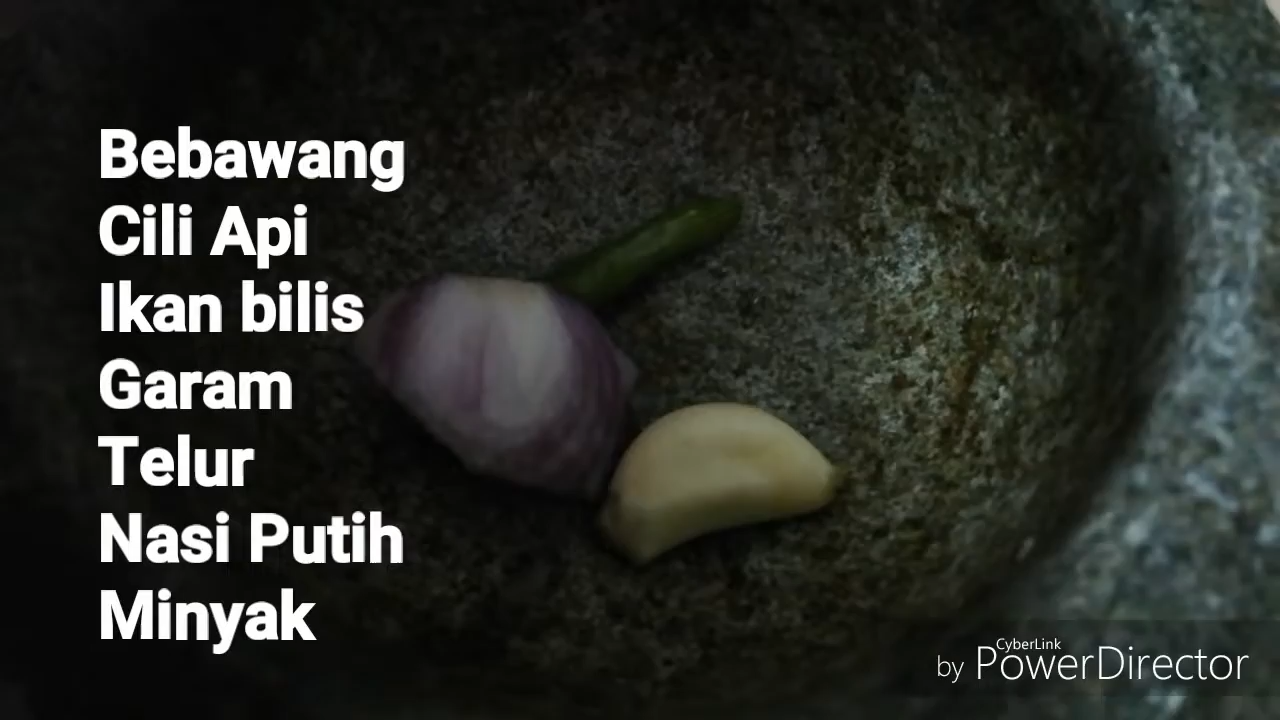 Bebawang
Cili Api
Ikan bilis
Garam
Telur
Nasi Putih
Minyak
CyberLink
by PowerDirector